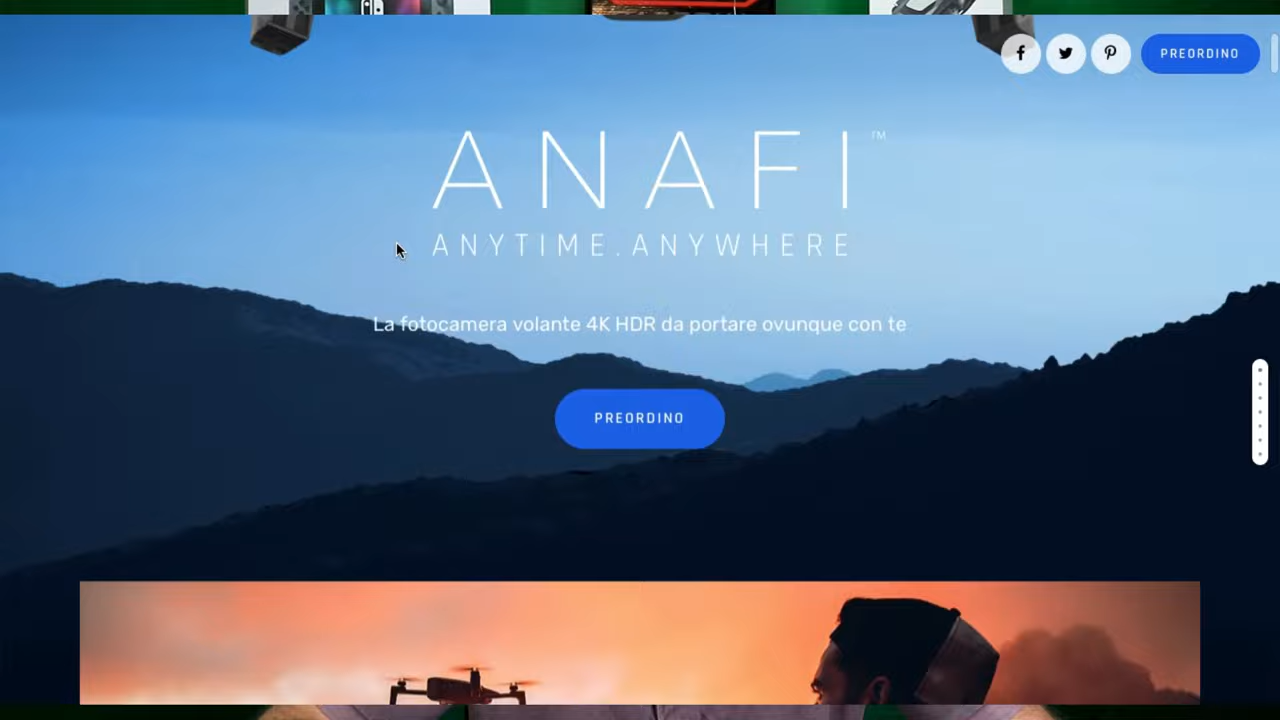 PREORDINO
ANAFI™
ANYTIME.ANYWHERE
La fotocamera volante 4K HDR da portare ovunque con te
PREORDINO